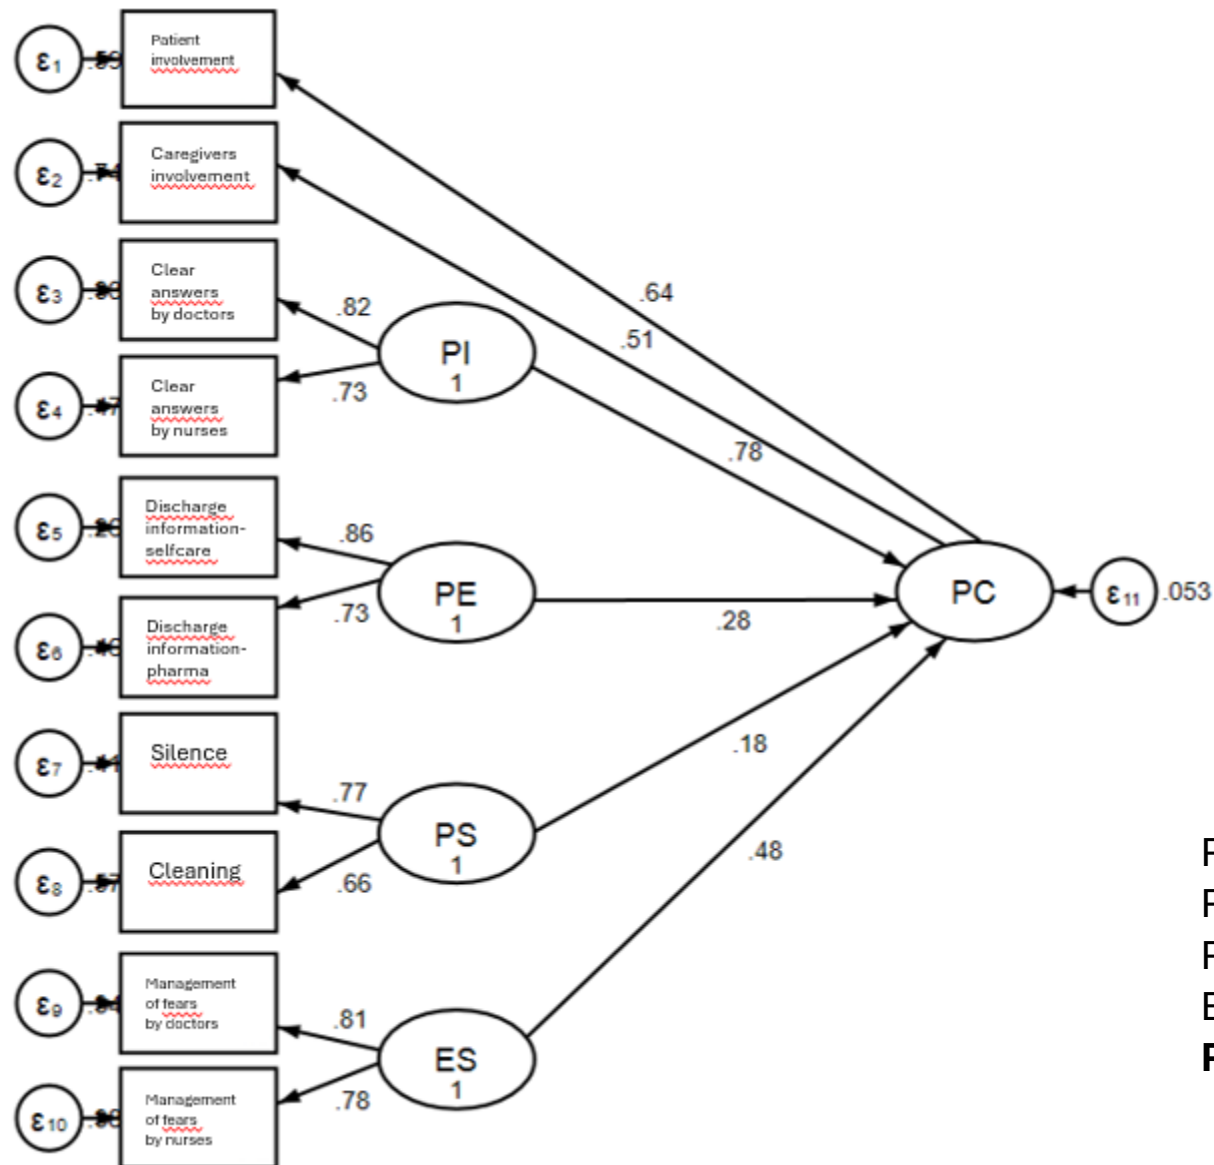 Patient
involvement
ε1
Caregivers
involvement
ε2
Clear
answers
by doctors
ε3
.82
.64
.51
PI
1
Clear
answers
by nurses
ε4
.73
.78
Discharge
information-
selfcare
ε5
.86
PE
1
.73
.28
PC
ε11
.053
Discharge
information-
pharma
ε6
Silence
ε7
.77
.18
PS
1
Cleaning
ε8
.66
.48
Management
of fears
by doctors
ε9
.81
ES
1
.78
Management
of fears
by nurses
ε10